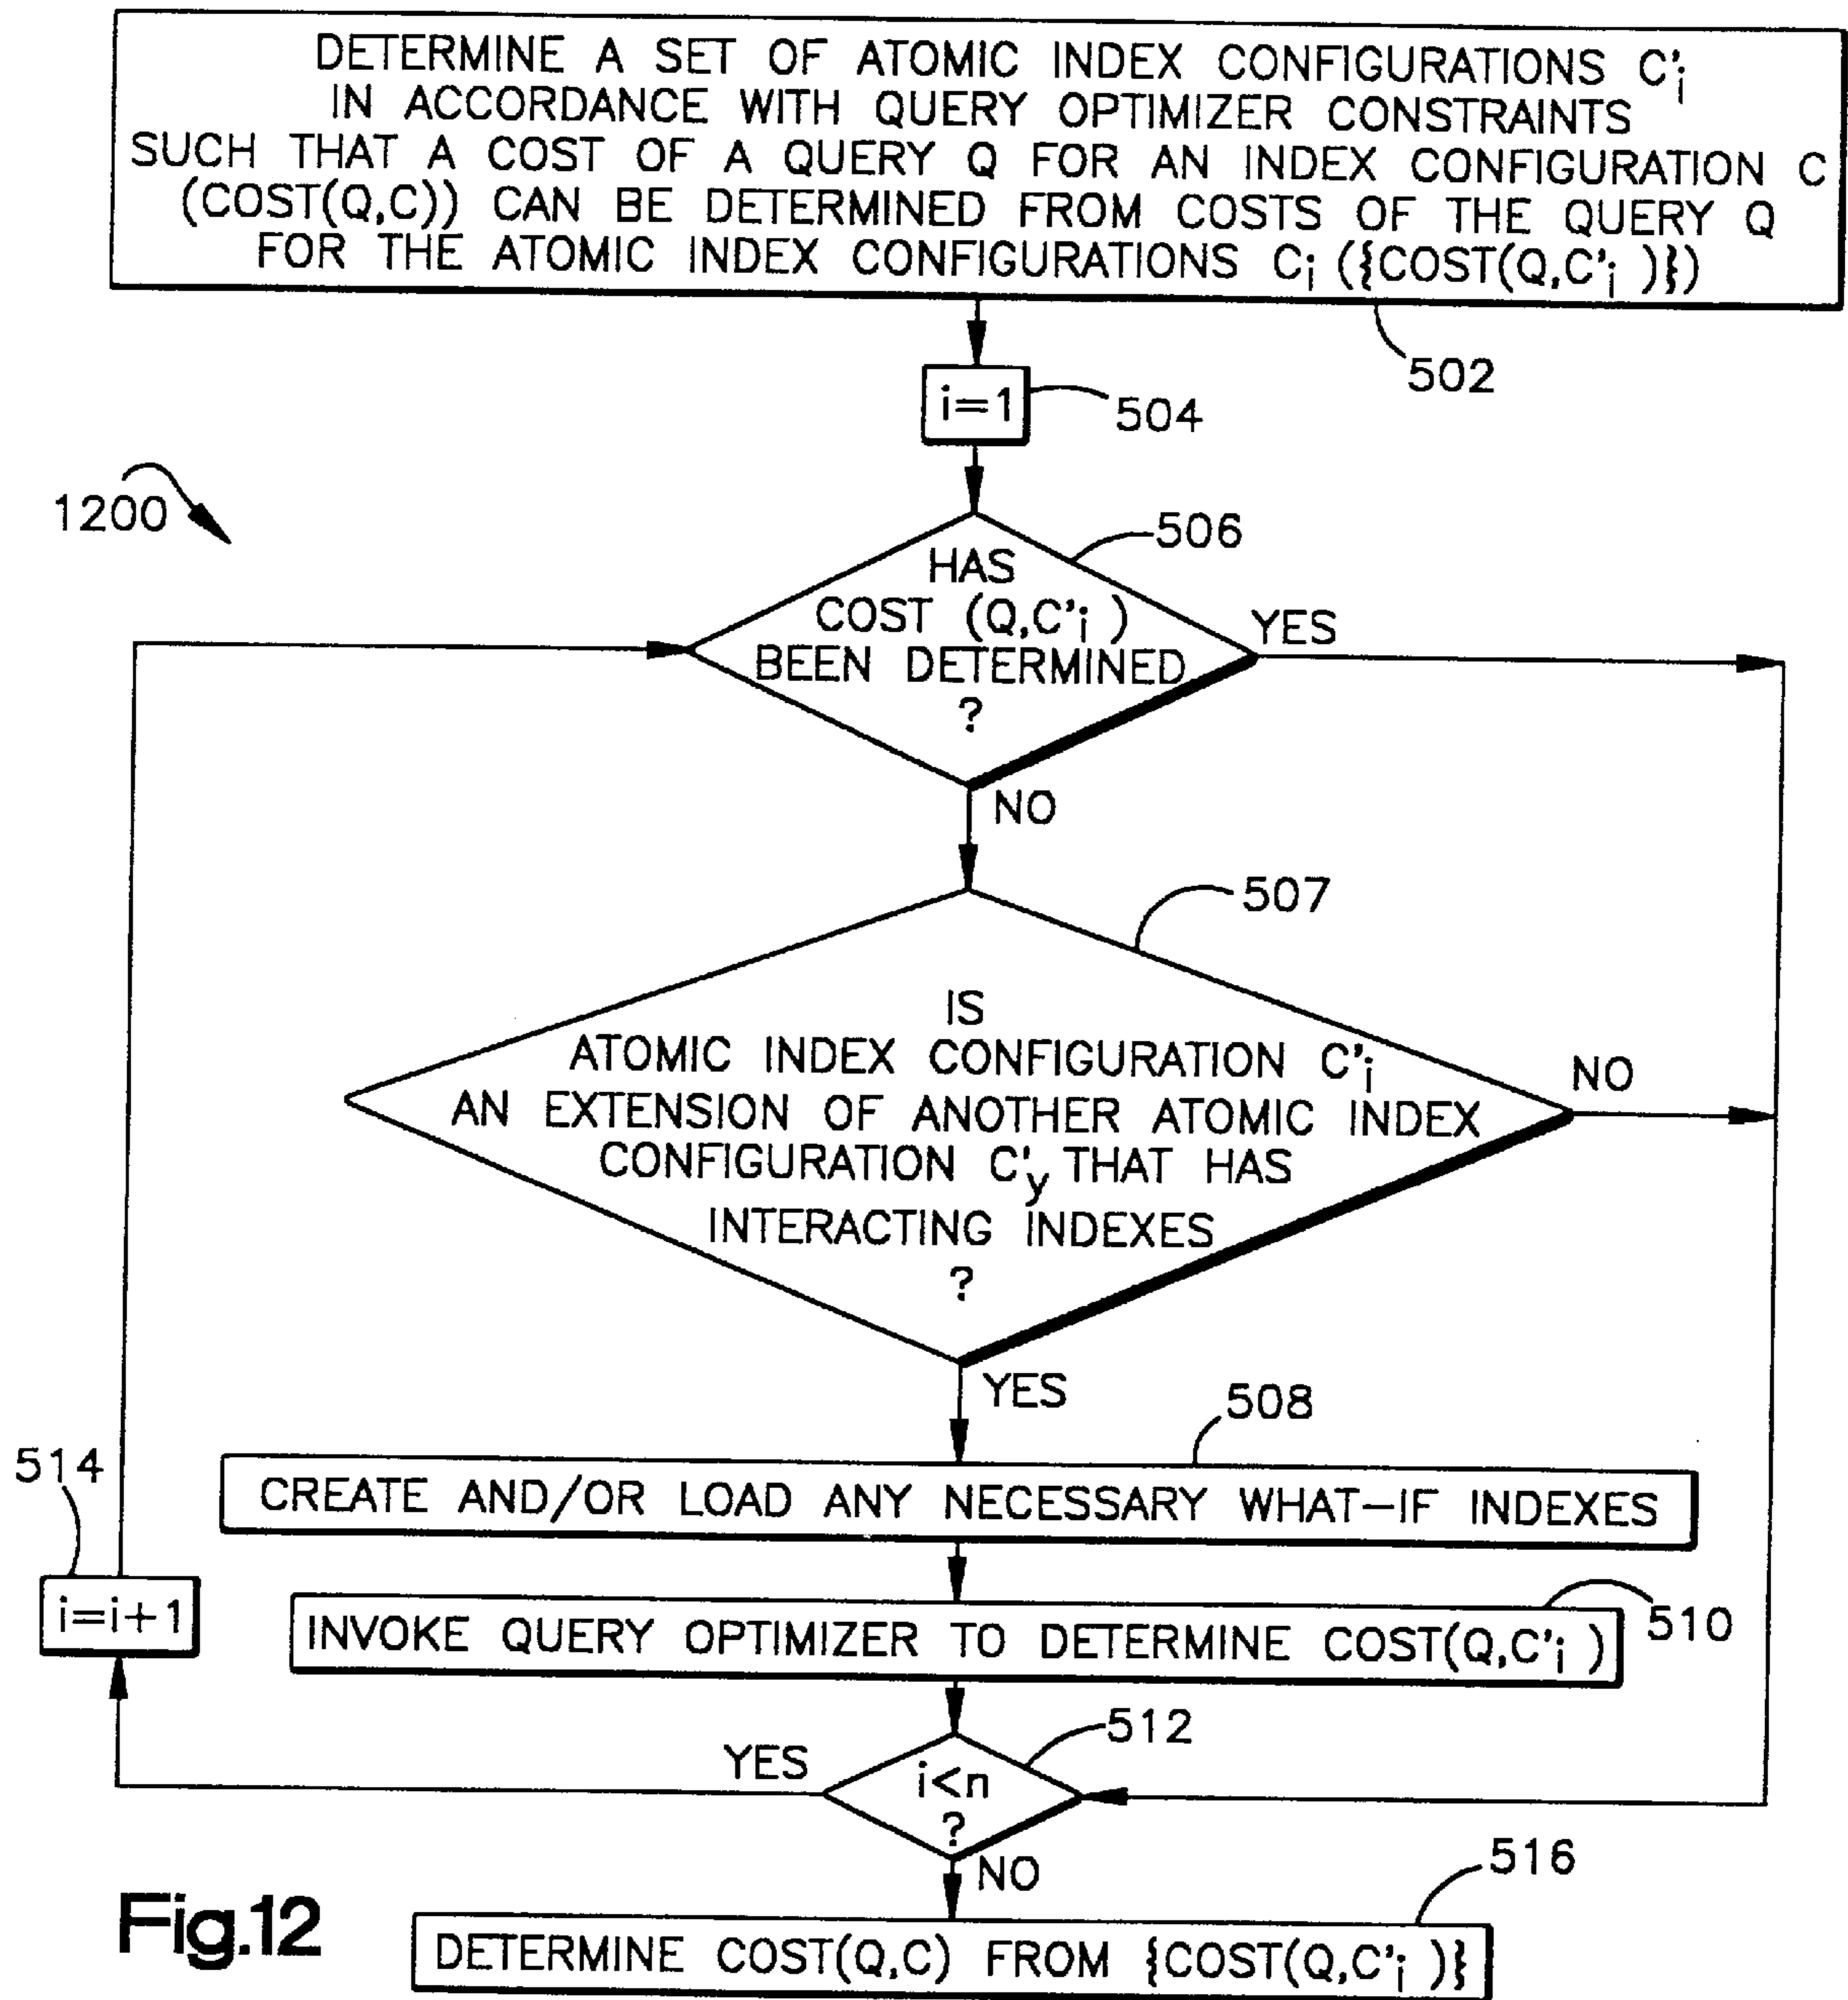 DETERMINE A SET OF ATOMIC INDEX CONFIGURATIONS C'i
IN ACCORDANCE WITH QUERY OPTIMIZER CONSTRAINTS
SUCH THAT A COST OF A QUERY Q FOR AN INDEX CONFIGURATION C
(COST(Q,C)) CAN BE DETERMINED FROM COSTS OF THE QUERY Q
FOR THE ATOMIC INDEX CONFIGURATIONS Ci ({COST(Q,C'i )})
502
i=1
504
1200
506
HAS
COST (Q,C'i )
BEEN DETERMINED
?
YES
NO
507
IS
ATOMIC INDEX CONFIGURATION C'i
AN EXTENSION OF ANOTHER ATOMIC INDEX
CONFIGURATION C'y THAT HAS
INTERACTING INDEXES
?
NO
YES
508
CREATE AND/OR LOAD ANY NECESSARY WHAT-IF INDEXES
514
i=i+1
INVOKE QUERY OPTIMIZER TO DETERMINE COST(Q,C'i )
510
512
YES
i<n
?
NO
516
Fig.12
DETERMINE COST(Q,C) FROM {COST(Q,C'i )}